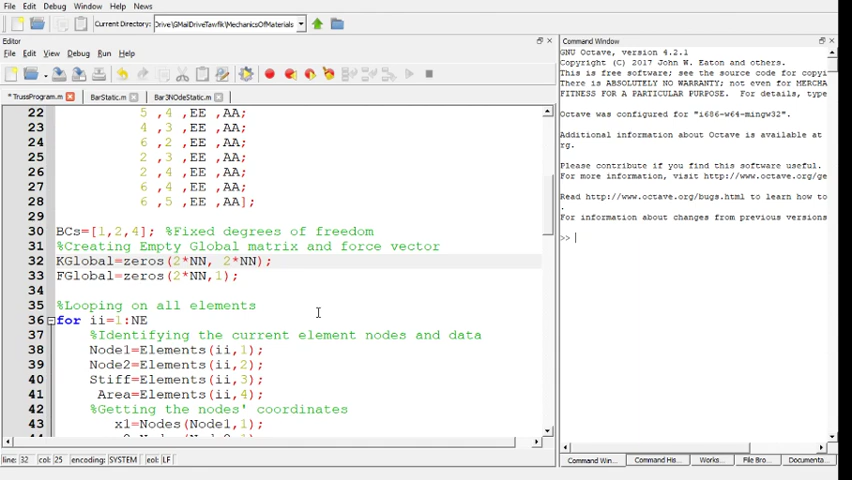 File Edit Debug Window Help News
Current Directory: Drive\GMailDriveTawfik\MechanicsOfMaterials
Editor
File Edit View Debug Run Help
* TrussProgram.m BarStatic.m Bar3NOdeStatic.m
22 5 ,4 ,EE ,AA;
23 4 ,3 ,EE ,AA;
24 6 ,2 ,EE ,AA;
25 2 ,3 ,EE ,AA;
26 2 ,4 ,EE ,AA;
27 6 ,4 ,EE ,AA;
28 6 ,5 ,EE ,AA];
29
30 BCs=[1,2,4]; %Fixed degrees of freedom
31 %Creating Empty Global matrix and force vector
32 KGlobal=zeros(2*NN, 2*NN);
33 FGlobal=zeros(2*NN,1);
34
35 %Looping on all elements
36 for ii=1:NE
37 %Identifying the current element nodes and data
38 Node1=Elements(ii,1);
39 Node2=Elements(ii,2);
40 Stiff=Elements(ii,3);
41 Area=Elements(ii,4);
42 %Getting the nodes' coordinates
43 x1=Nodes(Node1,1);
line: 32 col: 25 encoding: SYSTEM eol: LF
Command Window
GNU Octave, version 4.2.1
Copyright (C) 2017 John W. Eaton and others.
This is free software; see the source code for copyi
There is ABSOLUTELY NO WARRANTY; not even for MERCHA
FITNESS FOR A PARTICULAR PURPOSE. For details, type
Octave was configured for "i686-w64-mingw32".
Additional information about Octave is available at
rg.
Please contribute if you find this software useful.
For more information, visit http://www.octave.org/ge
Read http://www.octave.org/bugs.html to learn how to
.
For information about changes from previous versions
>>
Command Win... Command His... Works... File Bro... Documenta...